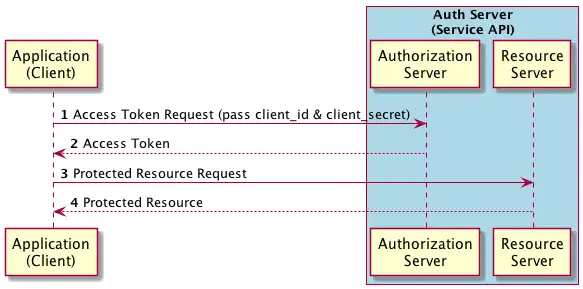 Auth Server
(Service API)
Application
(Client)
Authorization
Server
Resource
Server
1 Access Token Request (pass client_id & client_secret)
2 Access Token
3 Protected Resource Request
4 Protected Resource
Application
(Client)
Authorization
Server
Resource
Server